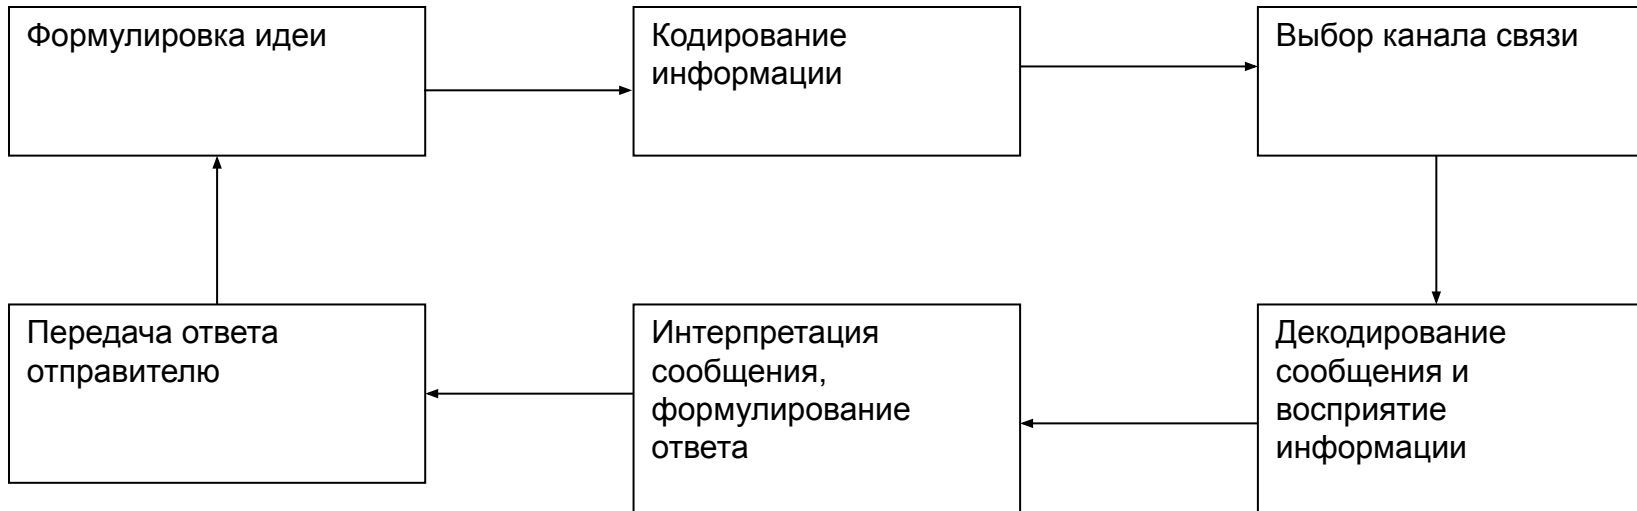 Формулировка идеи
Кодирование
информации
Выбор канала связи
Передача ответа
отправителю
Интерпретация
сообщения,
формулирование
ответа
Декодирование
сообщения и
восприятие
информации